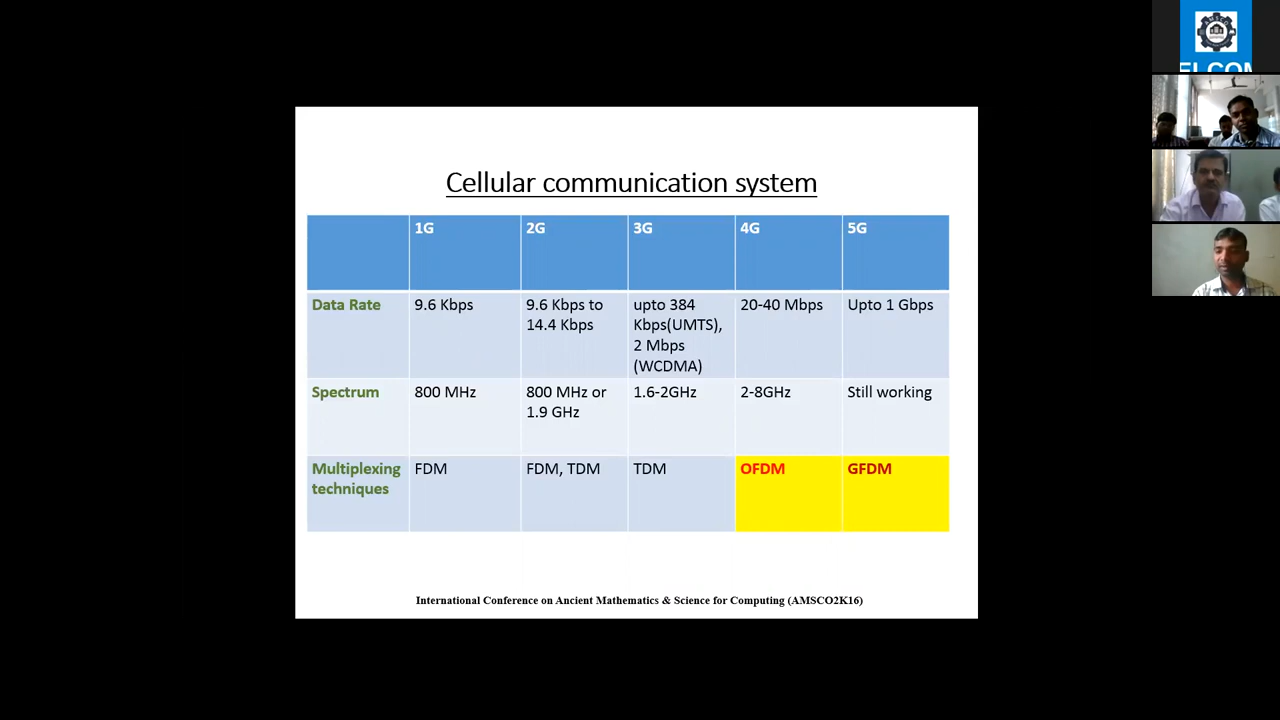 Cellular communication system
1G 2G 3G 4G 5G
Data Rate 9.6 Kbps 9.6 Kbps to 14.4 Kbps upto 384 Kbps(UMTS), 2 Mbps (WCDMA) 20-40 Mbps Upto 1 Gbps
Spectrum 800 MHz 800 MHz or 1.9 GHz 1.6-2GHz 2-8GHz Still working
Multiplexing techniques FDM FDM, TDM TDM OFDM GFDM
International Conference on Ancient Mathematics & Science for Computing (AMSCO2K16)